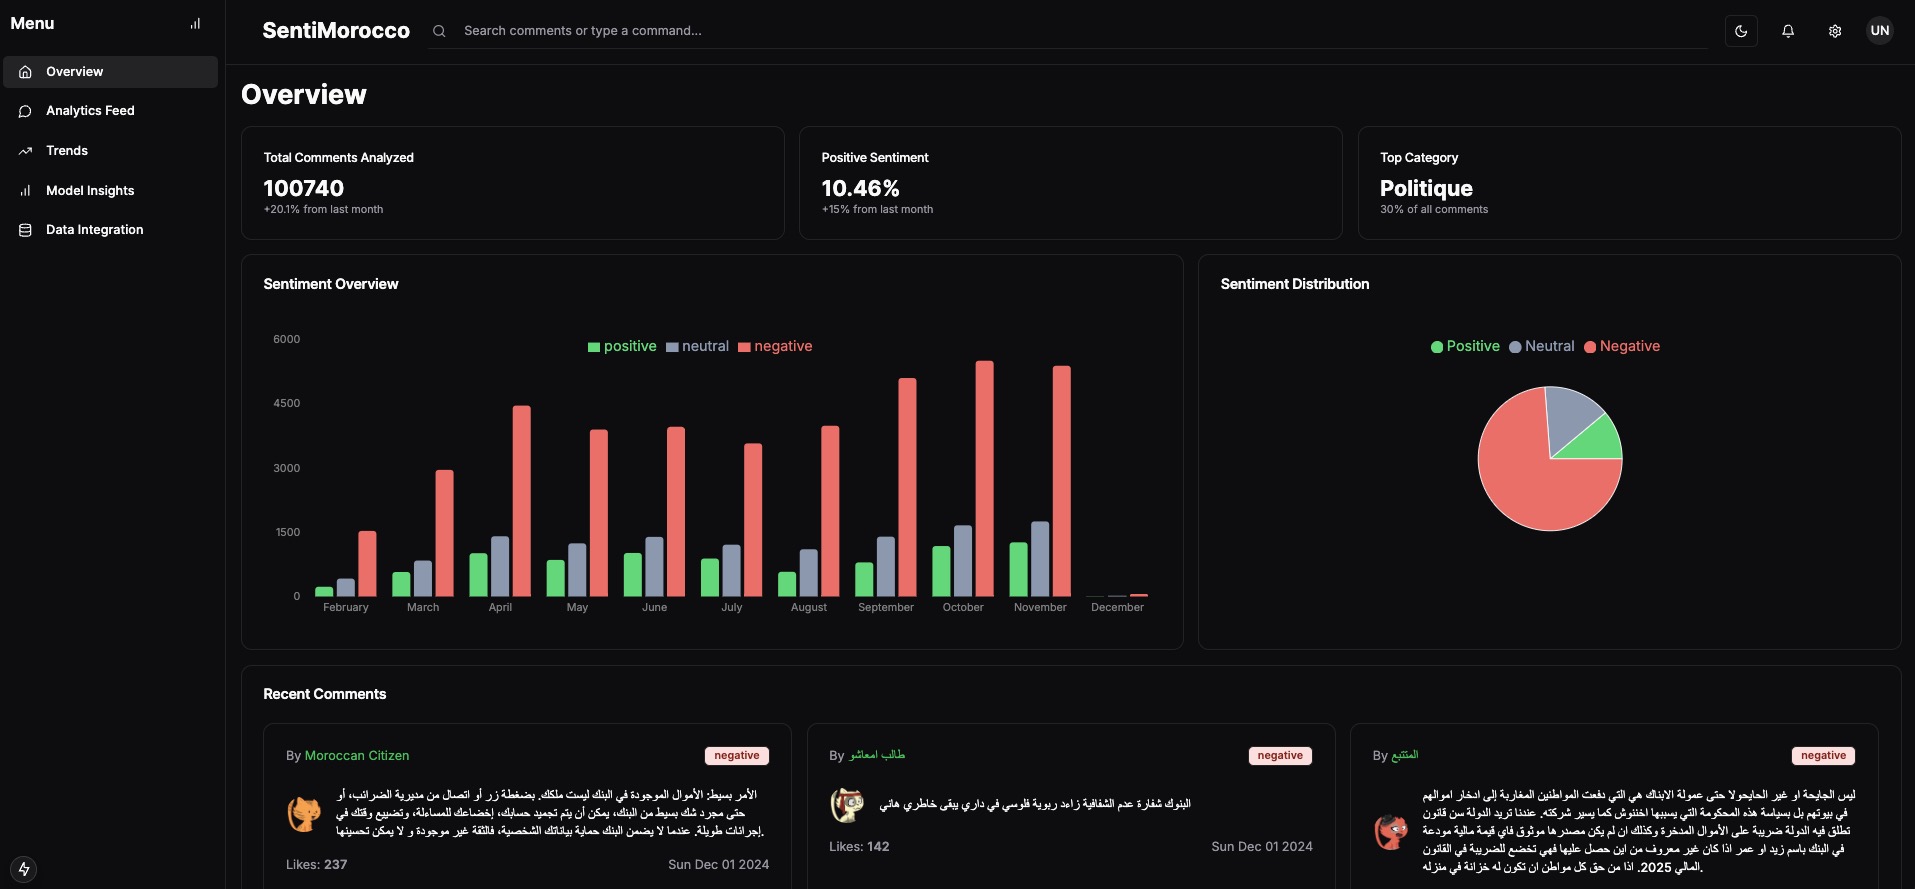 Menu
SentiMorocco
Search comments or type a command...
UN
Overview
Analytics Feed
Trends
Model Insights
Data Integration
Overview
Total Comments Analyzed
100740
+20.1% from last month
Positive Sentiment
10.46%
+15% from last month
Top Category
Politique
30% of all comments
Sentiment Overview
positive neutral negative
6000
4500
3000
1500
0
February March April May June July August September October November December
Sentiment Distribution
Positive Neutral Negative
Recent Comments
By Moroccan Citizen
negative
الأمر بسيط: الأموال الموجودة في البنك ليست ملكك. بضغطة زر أو اتصال من مديرية الضرائب، أو
حتى مجرد شك بسيط من البنك، يمكن أن يتم تجميد حسابك، إخضاعك للمساءلة، وتضييع وقتك في
إجراءات طويلة. عندما لا يضمن البنك حماية بياناتك الشخصية، فالثقة غير موجودة و لا يمكن تحسينها.
Likes: 237
Sun Dec 01 2024
By طالب امعاشو
negative
البنوك شفارة عدم الشفافية زاءد ربوية فلوسي في داري يبقى خاطري هاني
Likes: 142
Sun Dec 01 2024
By المتتبع
negative
ليس الجايحة او غير الحايحولا حتى عمولة الابناك هي التي دفعت المواطنين المغاربة إلى ادخار اموالهم
في بيوتهم بل بسياسة هذه المحكومة التي يسببها اخنتوش كما يسير شركته. عندنا تريد الدولة سن قانون
تطلق فيه الدولة ضريبة على الأموال المدخرة وكذلك ان لم يكن مصدرها موثوق فاي قيمة مالية مودعة
في البنك باسم زيد او عمر اذا كان غير معروف من اين حصل عليها فهي تخضع للضريبة في القانون
المالي 2025. اذا من حق كل مواطن ان تكون له خزانة في منزله.